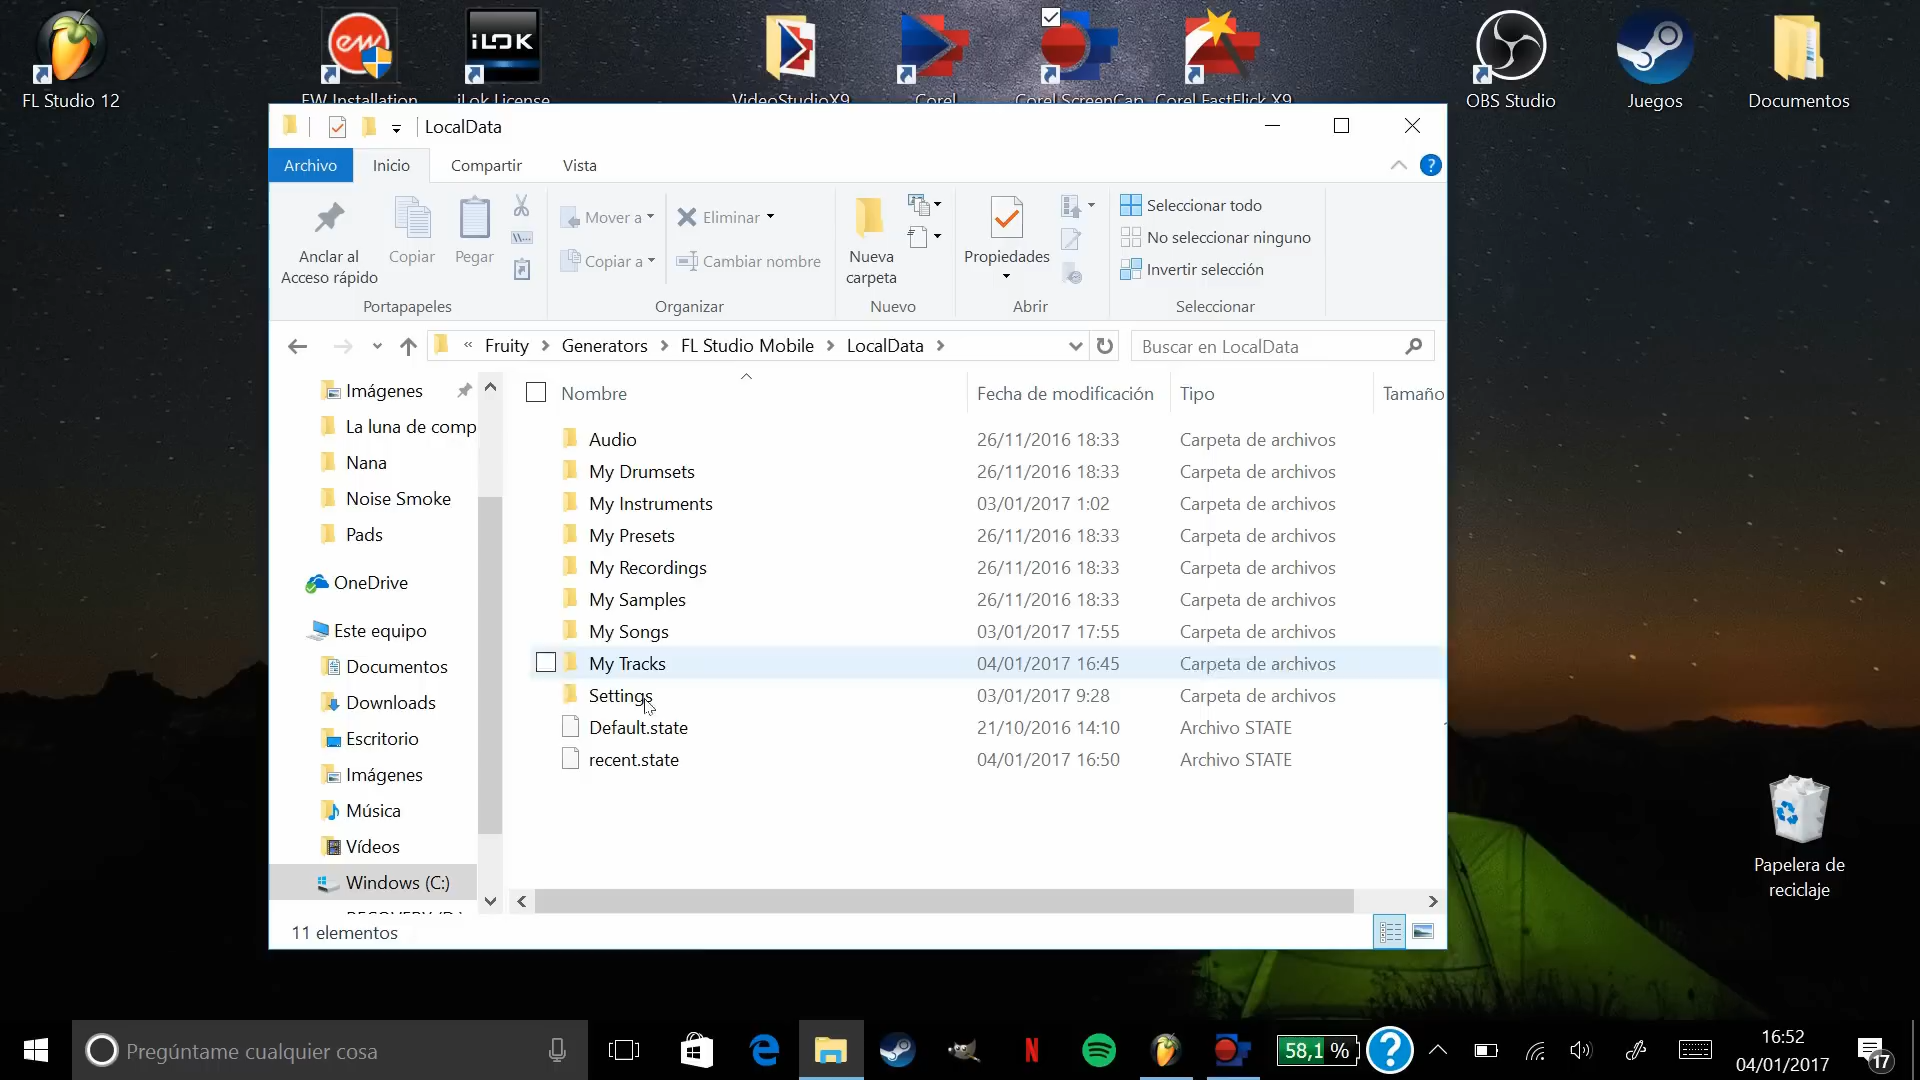 FL Studio 12
EW Installation
iLOK
iLok License
VideoStudioX9
Corel
Corel ScreenCap
Corel FastFlick X9
OBS Studio
Juegos
Documentos
LocalData
Archivo
Inicio
Compartir
Vista
Anclar al
Acceso rápido
Copiar
Pegar
Portapapeles
Mover a
Copiar a
Eliminar
Cambiar nombre
Organizar
Nueva
carpeta
Nuevo
Propiedades
Abrir
Seleccionar todo
No seleccionar ninguno
Invertir selección
Seleccionar
« Fruity > Generators > FL Studio Mobile > LocalData >
Buscar en LocalData
Imágenes
La luna de comp
Nana
Noise Smoke
Pads
OneDrive
Este equipo
Documentos
Downloads
Escritorio
Imágenes
Música
Vídeos
Windows (C:)
Nombre Fecha de modificación Tipo Tamaño
Audio 26/11/2016 18:33 Carpeta de archivos
My Drumsets 26/11/2016 18:33 Carpeta de archivos
My Instruments 03/01/2017 1:02 Carpeta de archivos
My Presets 26/11/2016 18:33 Carpeta de archivos
My Recordings 26/11/2016 18:33 Carpeta de archivos
My Samples 26/11/2016 18:33 Carpeta de archivos
My Songs 03/01/2017 17:55 Carpeta de archivos
My Tracks 04/01/2017 16:45 Carpeta de archivos
Settings 03/01/2017 9:28 Carpeta de archivos
Default.state 21/10/2016 14:10 Archivo STATE
recent.state 04/01/2017 16:50 Archivo STATE
11 elementos
Papelera de
reciclaje
Pregúntame cualquier cosa
58,1 %
16:52
04/01/2017
17